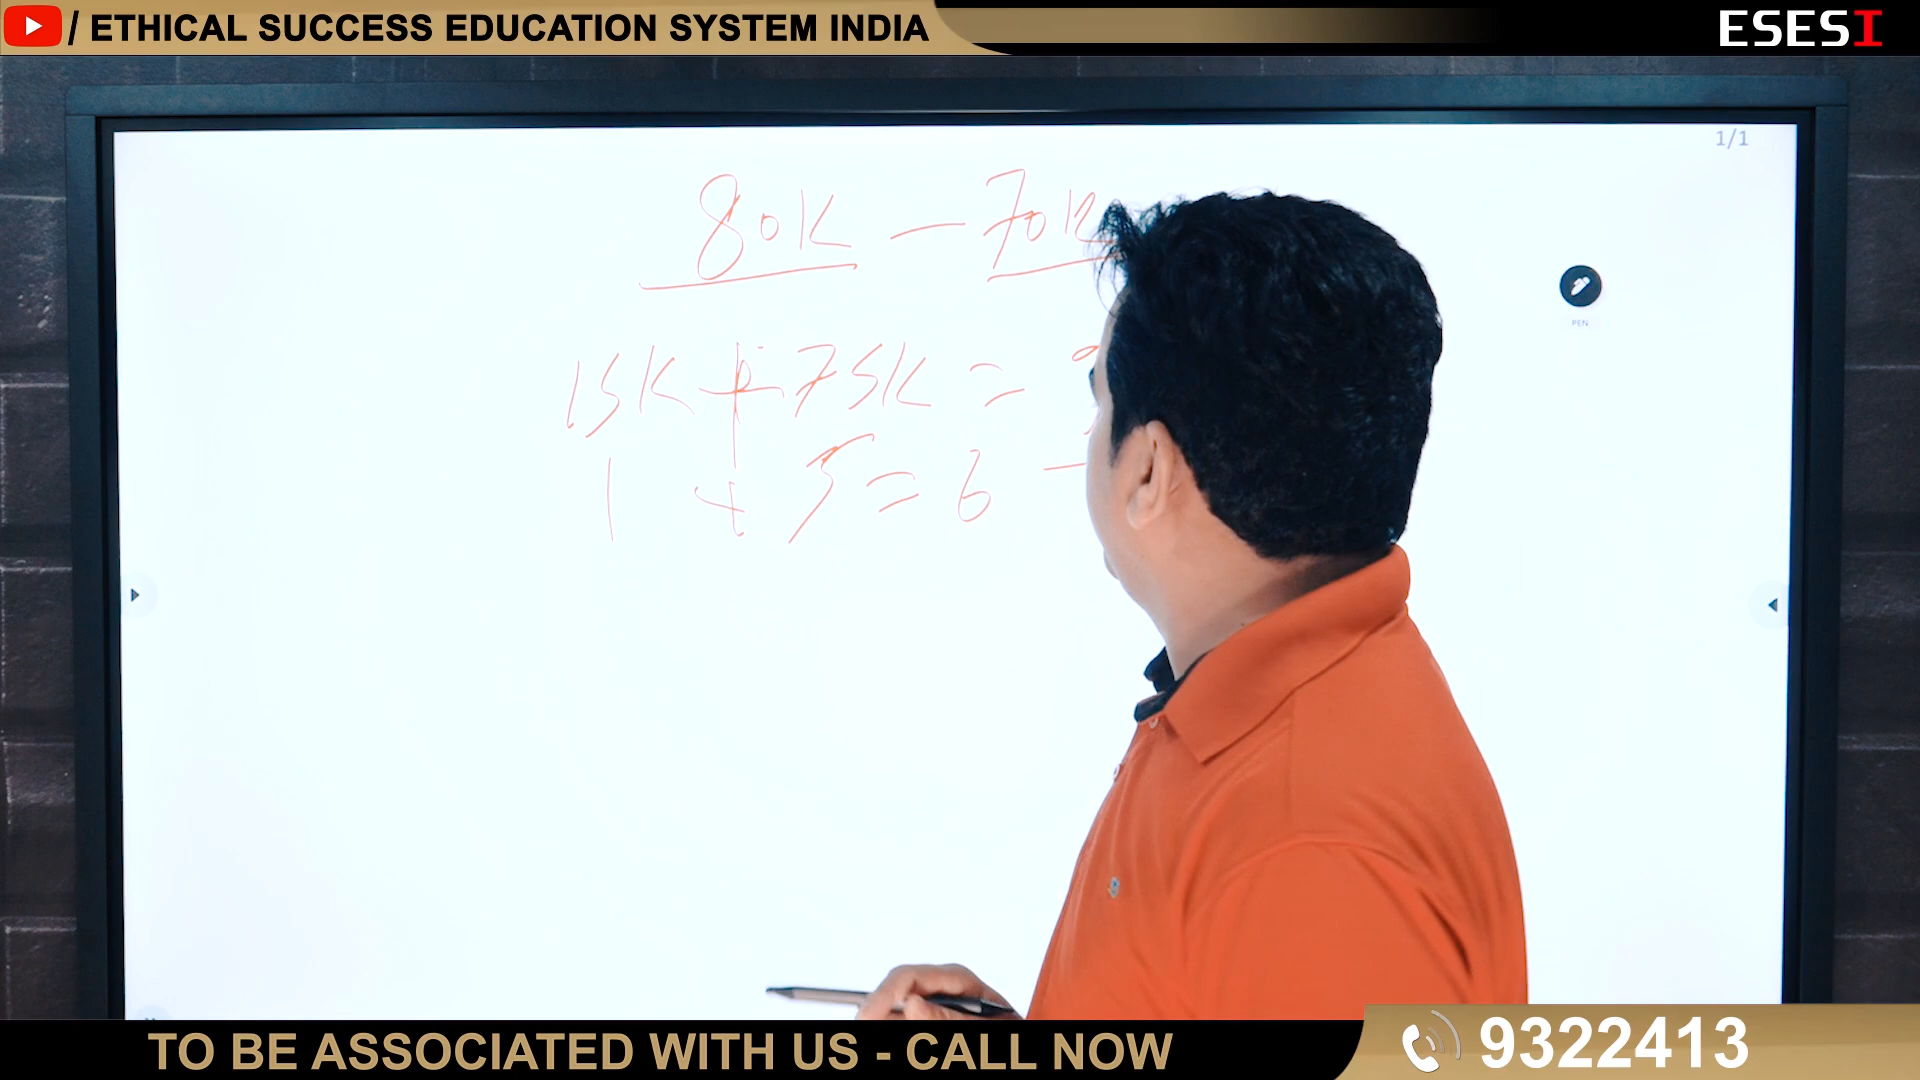 / ETHICAL SUCCESS EDUCATION SYSTEM INDIA
ESESI
1/1
80K — 70K
PEN
15K + 75K =
1 + 5 = 6 —
TO BE ASSOCIATED WITH US - CALL NOW
9322413